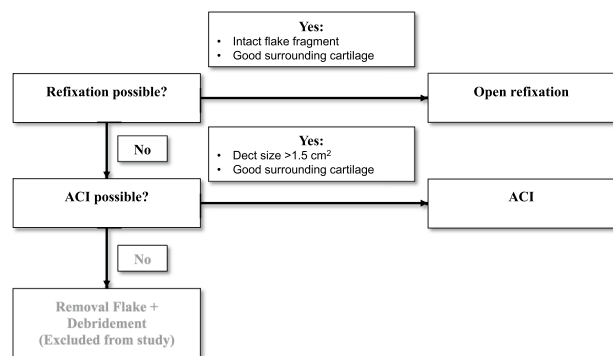 Yes:
• Intact flake fragment
• Good surrounding cartilage
Refixation possible?
Open refixation
No
Yes:
• Dect size >1.5 cm²
• Good surrounding cartilage
ACI possible?
ACI
No
Removal Flake +
Debridement
(Excluded from study)